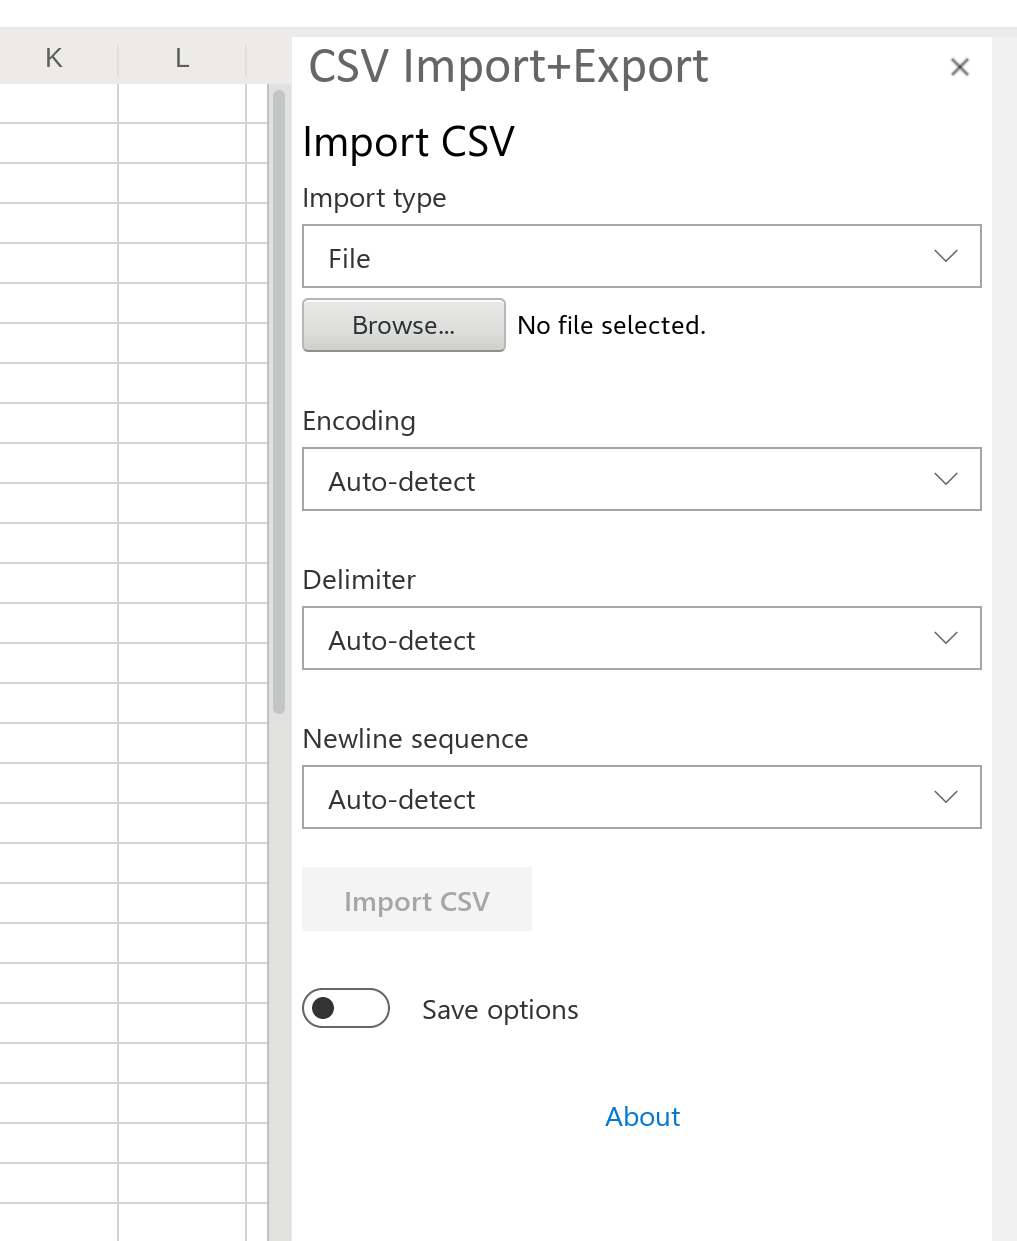 K L
CSV Import+Export
Import CSV
Import type
File
Browse... No file selected.
Encoding
Auto-detect
Delimiter
Auto-detect
Newline sequence
Auto-detect
Import CSV
Save options
About